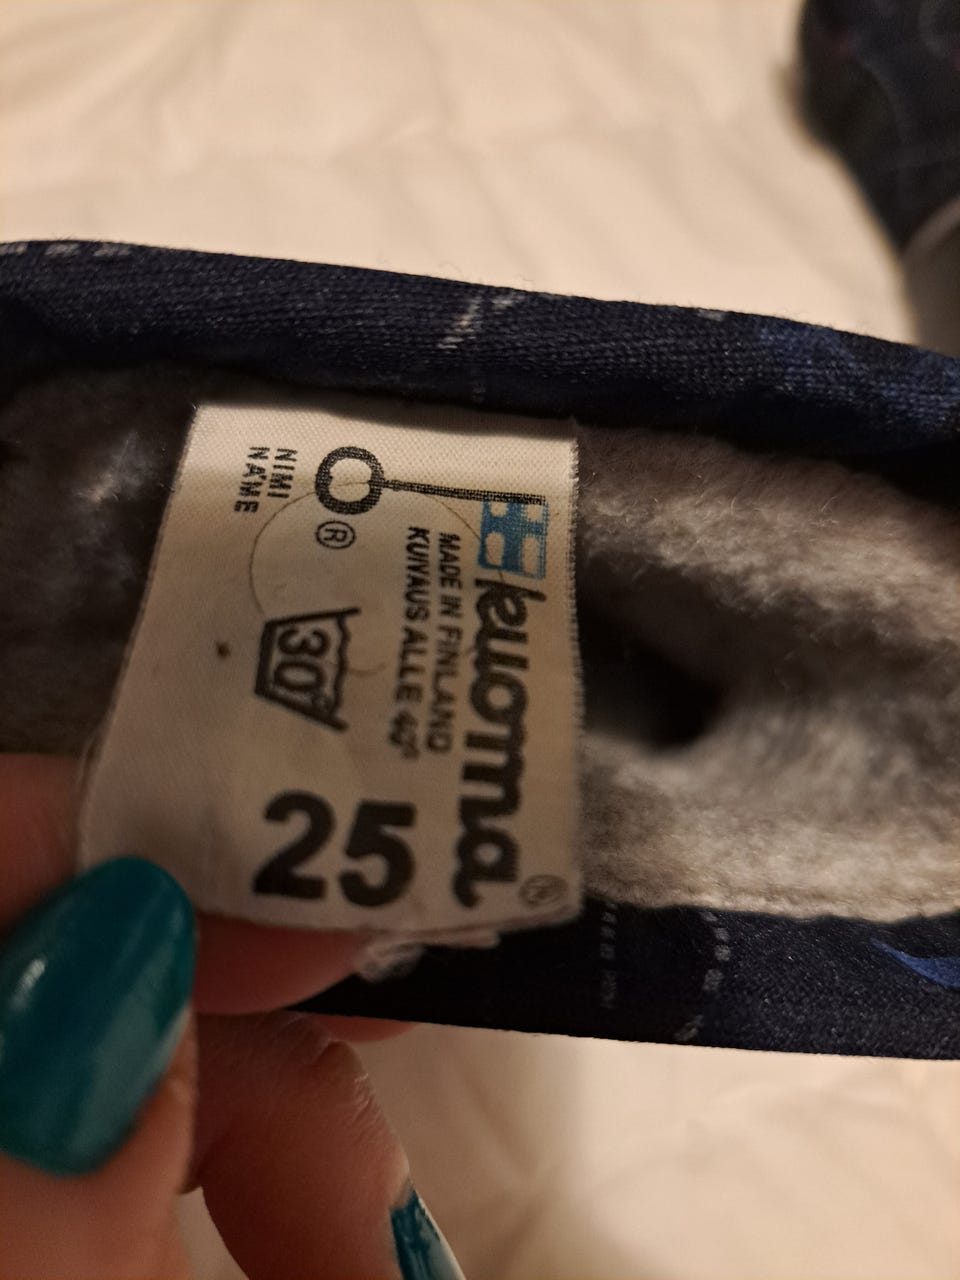 kuoma®
MADE IN FINLAND
KUIVAUS ALLE 40°
®
NIMI
NAME
30°
25